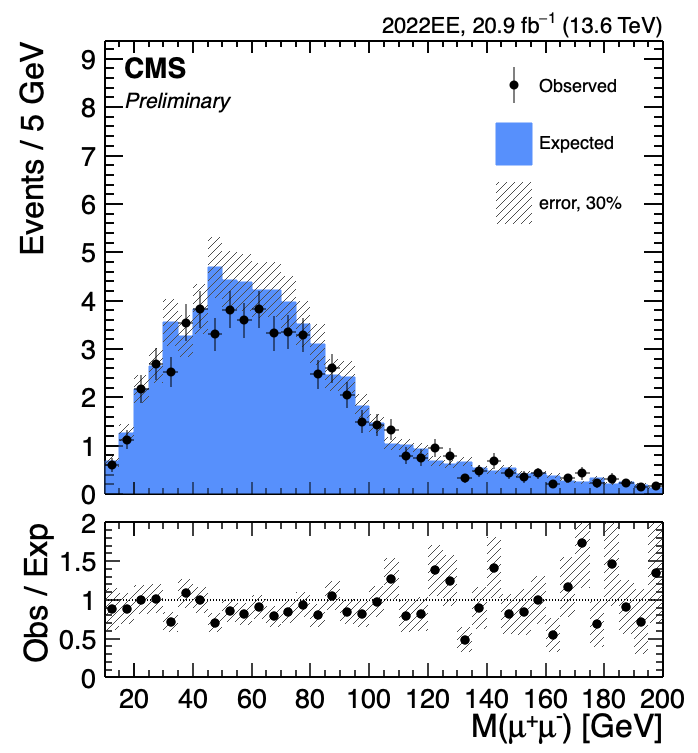 2022EE, 20.9 fb⁻¹ (13.6 TeV)
CMS
Preliminary
Events / 5 GeV
9
8
7
6
5
4
3
2
1
0
Observed
Expected
error, 30%
Obs / Exp
2
1.5
1
0.5
0
20 40 60 80 100 120 140 160 180 200
M(μ⁺μ⁻) [GeV]